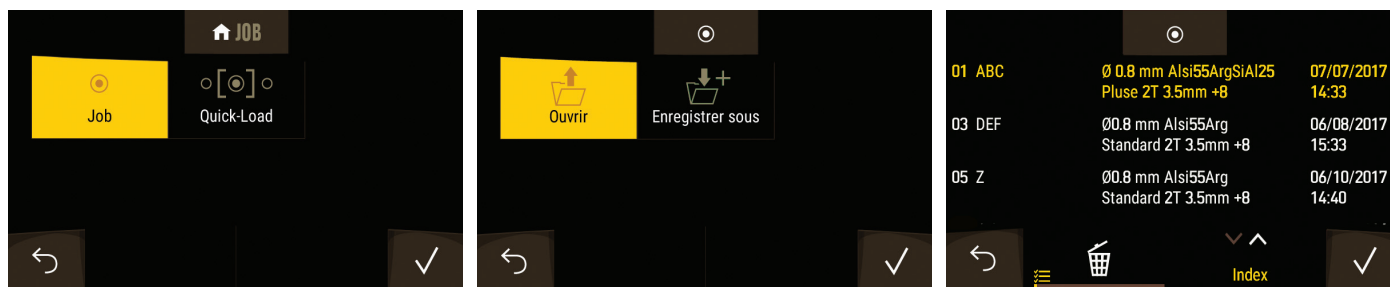 JOB
Job
Quick-Load
Ouvrir
Enregistrer sous
01 ABC Ø 0.8 mm Alsi55ArgSiAl25 07/07/2017
Pluse 2T 3.5mm +8 14:33
03 DEF Ø0.8 mm Alsi55Arg 06/08/2017
Standard 2T 3.5mm +8 15:33
05 Z Ø0.8 mm Alsi55Arg 06/10/2017
Standard 2T 3.5mm +8 14:40
Index